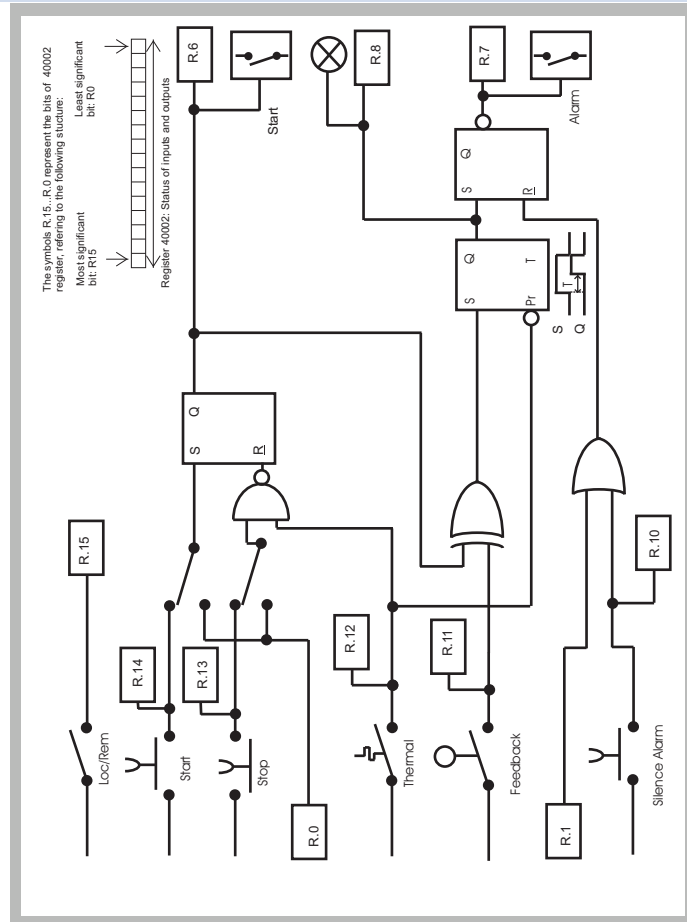 The symbols R.15...R.0 represent the bits of 40002
register, refering to the following stucture:
Most significant
bit: R15
Least significant
bit: R0
Register 40002: Status of inputs and outputs
Loc/Rem
R.15
Start
R.14
Stop
R.13
R.0
S
Q
R
R.6
Start
Thermal
R.12
Feedback
R.11
S
Q
Pr
T
S
Q
T
R.8
S
Q
R
R.7
Alarm
R.1
Silence Alarm
R.10